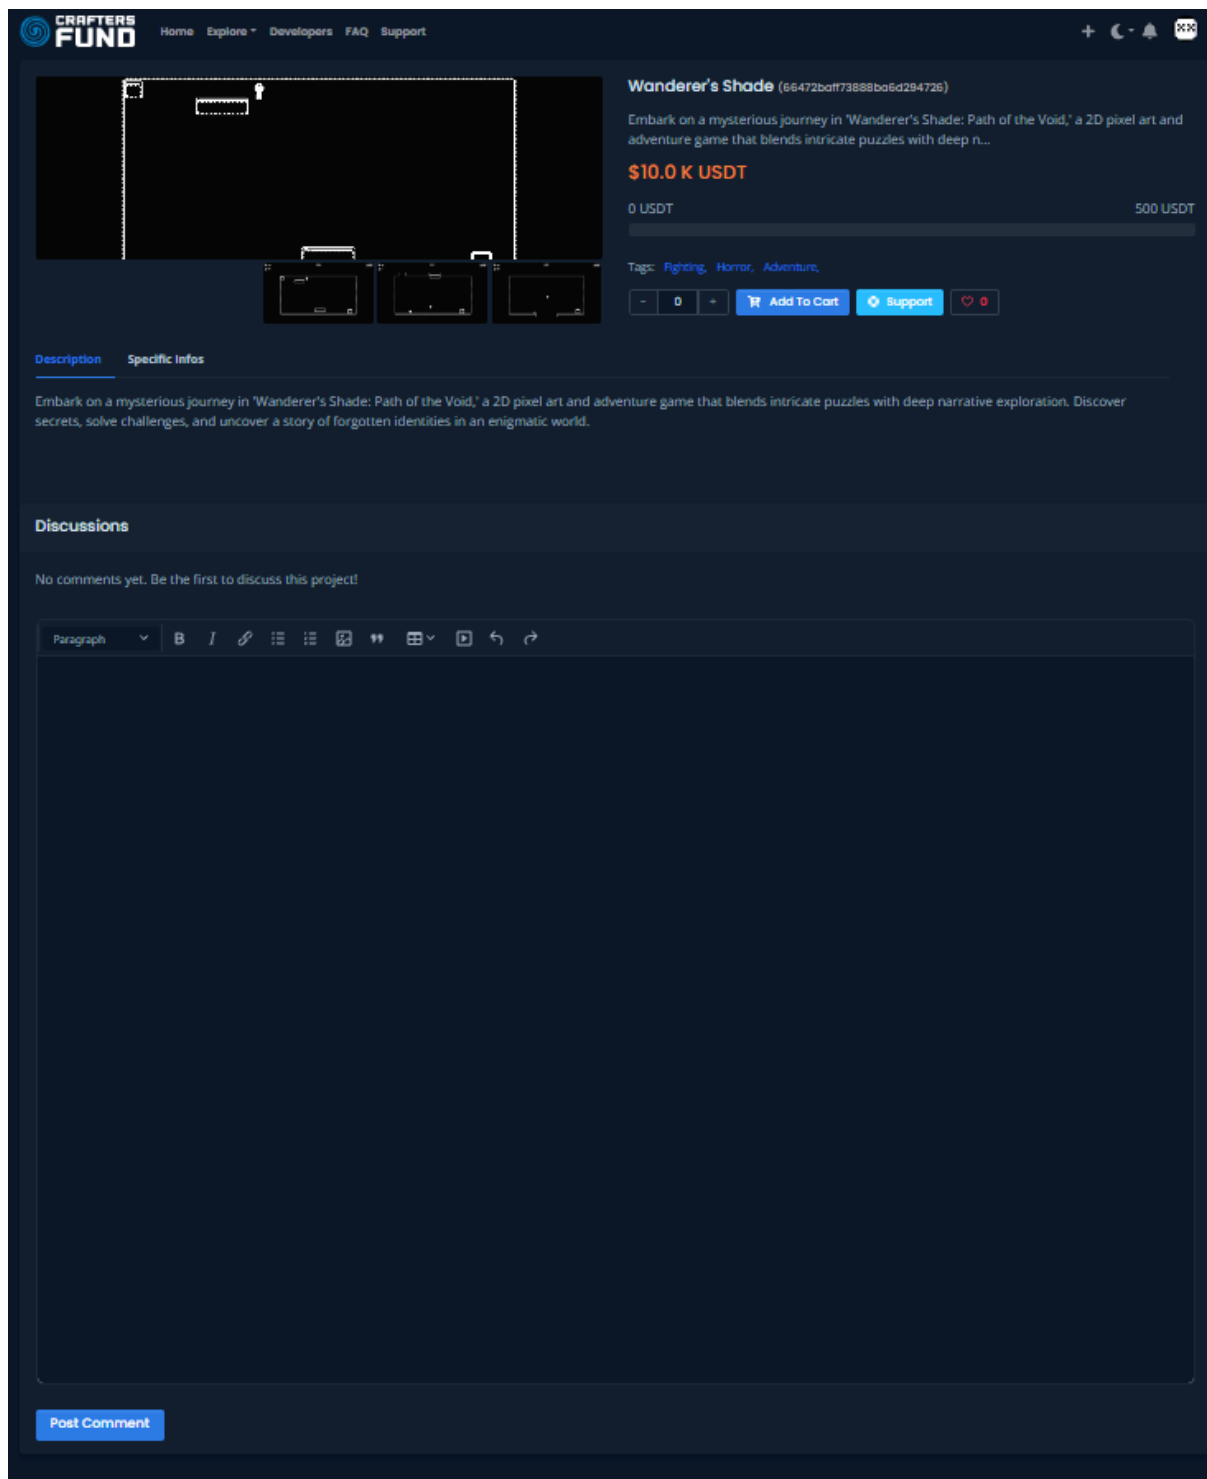 CRAFTERS
FUND
Home Explore Developers FAQ Support
Wanderer's Shade (66472baff73888ba6d294726)
Embark on a mysterious journey in 'Wanderer's Shade: Path of the Void,' a 2D pixel art and
adventure game that blends intricate puzzles with deep n...
$10.0 K USDT
0 USDT 500 USDT
Tags: Fighting, Horror, Adventure,
- 0 + Add To Cart Support 0
Description Specific Infos
Embark on a mysterious journey in 'Wanderer's Shade: Path of the Void,' a 2D pixel art and adventure game that blends intricate puzzles with deep narrative exploration. Discover
secrets, solve challenges, and uncover a story of forgotten identities in an enigmatic world.
Discussions
No comments yet. Be the first to discuss this project!
Paragraph B I
Post Comment